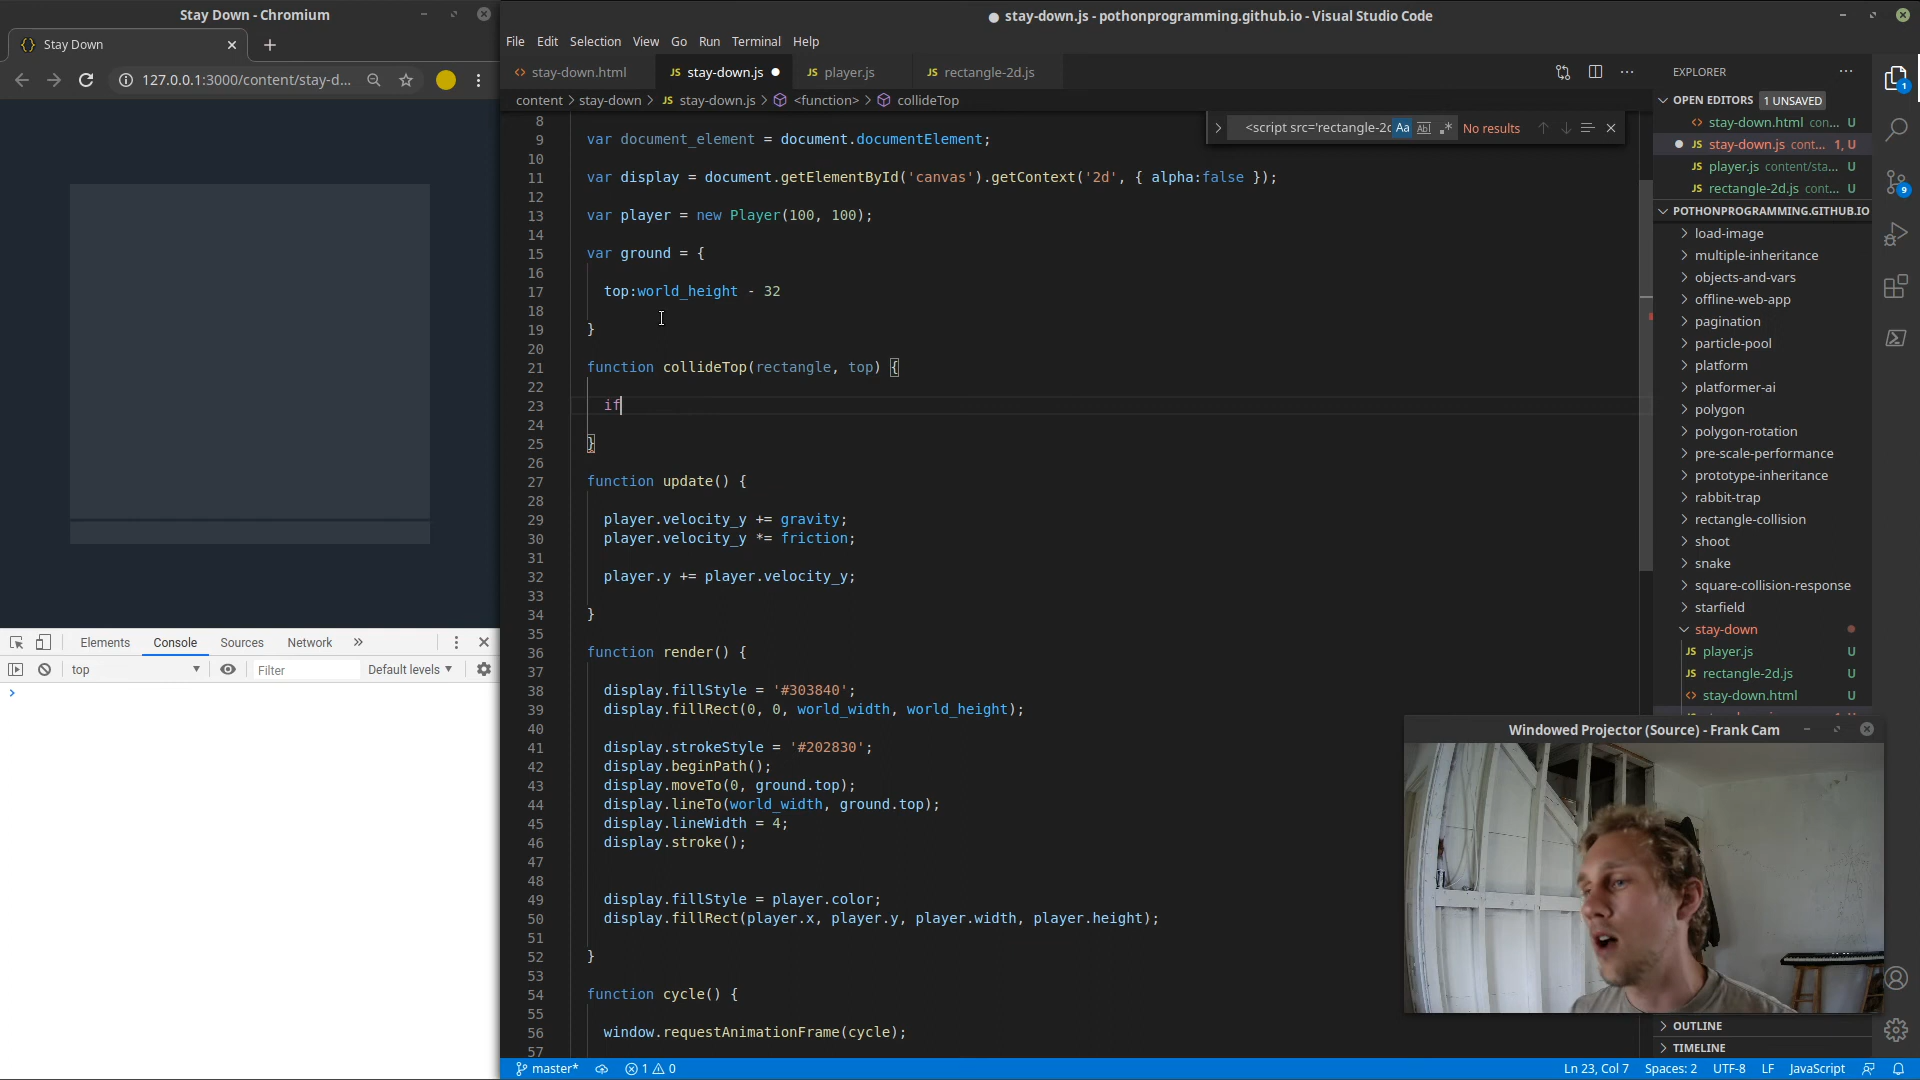 Stay Down - Chromium
Stay Down
127.0.0.1:3000/content/stay-d...
Elements Console Sources Network
top Filter Default levels
stay-down.js - pothonprogramming.github.io - Visual Studio Code
File Edit Selection View Go Run Terminal Help
stay-down.html stay-down.js player.js rectangle-2d.js
content > stay-down > stay-down.js > <function> > collideTop
<script src='rectangle-2d Aa Abl .* No results
8
9 var document_element = document.documentElement;
10
11 var display = document.getElementById('canvas').getContext('2d', { alpha:false });
12
13 var player = new Player(100, 100);
14
15 var ground = {
16
17 top:world_height - 32
18
19 }
20
21 function collideTop(rectangle, top) {
22
23 if
24
25 }
26
27 function update() {
28
29 player.velocity_y += gravity;
30 player.velocity_y *= friction;
31
32 player.y += player.velocity_y;
33
34 }
35
36 function render() {
37
38 display.fillStyle = '#303840';
39 display.fillRect(0, 0, world_width, world_height);
40
41 display.strokeStyle = '#202830';
42 display.beginPath();
43 display.moveTo(0, ground.top);
44 display.lineTo(world_width, ground.top);
45 display.lineWidth = 4;
46 display.stroke();
47
48
49 display.fillStyle = player.color;
50 display.fillRect(player.x, player.y, player.width, player.height);
51
52 }
53
54 function cycle() {
55
56 window.requestAnimationFrame(cycle);
57
EXPLORER
OPEN EDITORS 1 UNSAVED
stay-down.html con... U
stay-down.js cont... 1, U
player.js content/sta... U
rectangle-2d.js cont... U
POTHONPROGRAMMING.GITHUB.IO
load-image
multiple-inheritance
objects-and-vars
offline-web-app
pagination
particle-pool
platform
platformer-ai
polygon
polygon-rotation
pre-scale-performance
prototype-inheritance
rabbit-trap
rectangle-collision
shoot
snake
square-collision-response
starfield
stay-down
player.js U
rectangle-2d.js U
stay-down.html U
Windowed Projector (Source) - Frank Cam
OUTLINE
TIMELINE
1
9
master* 1 0 Ln 23, Col 7 Spaces: 2 UTF-8 LF JavaScript